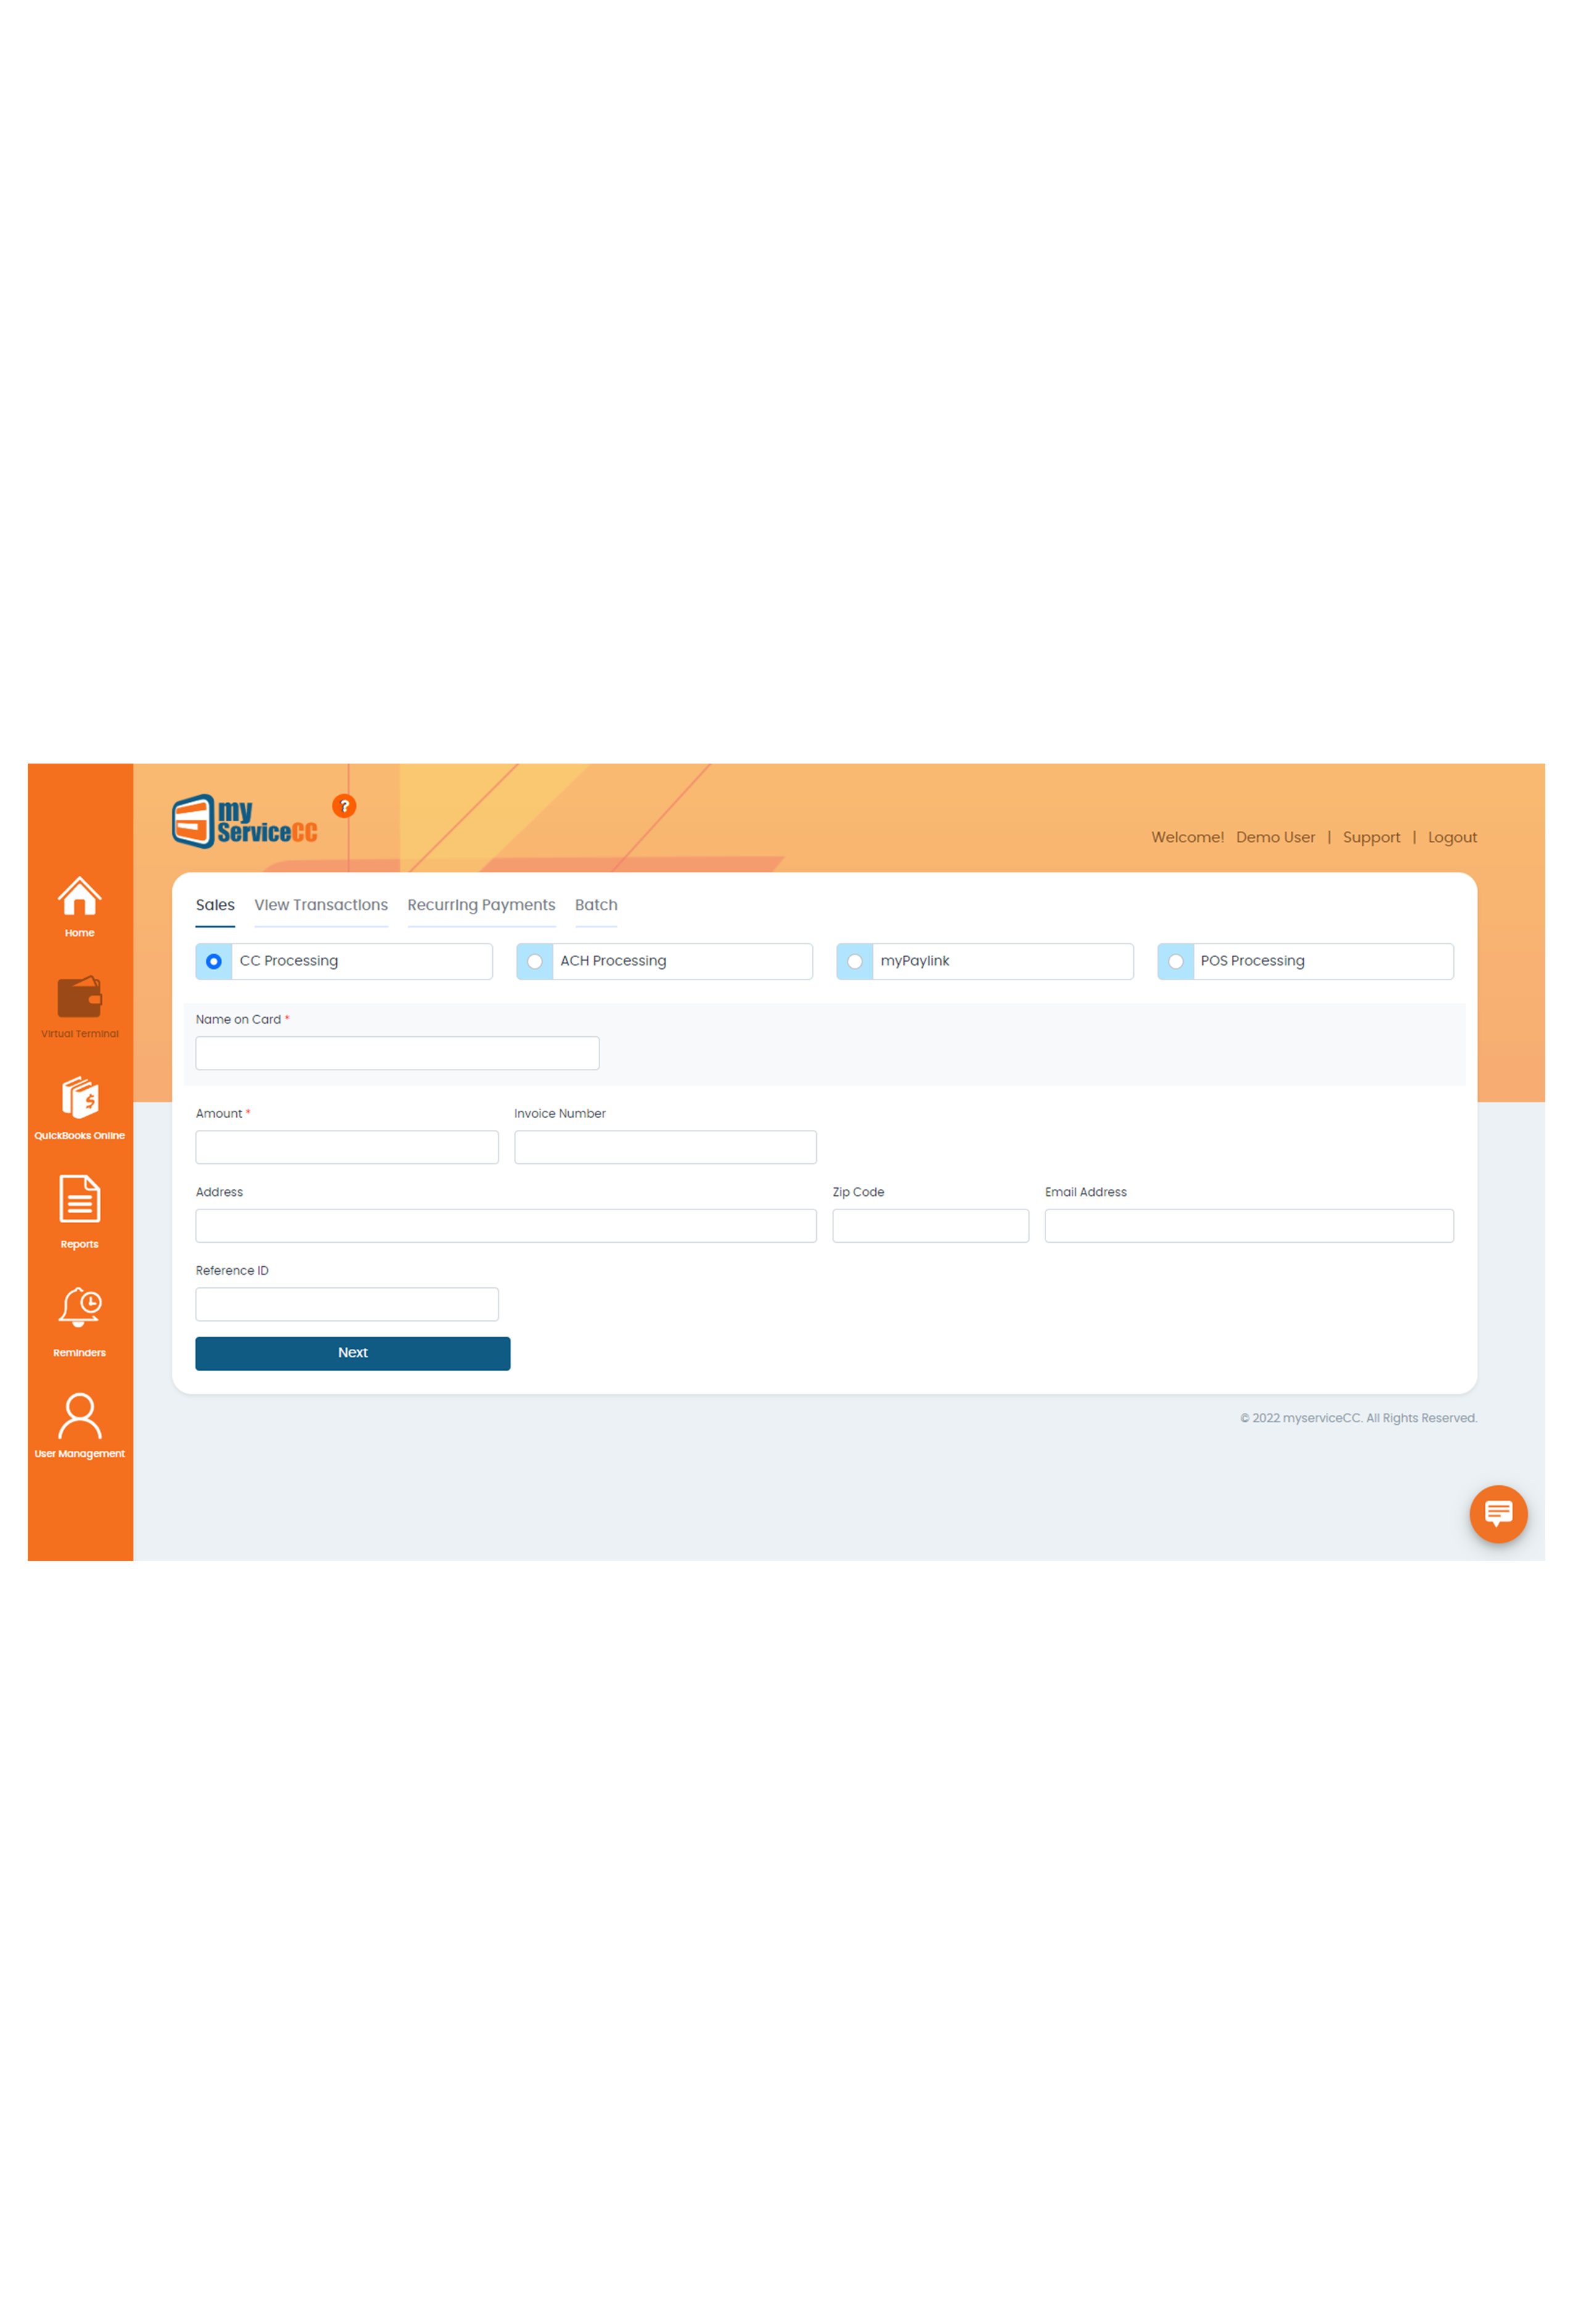 my
ServiceCC
?
Welcome! Demo User | Support | Logout
Home
Virtual Terminal
QuickBooks Online
$
Reports
Reminders
User Management
Sales View Transactions Recurring Payments Batch
CC Processing ACH Processing myPaylink POS Processing
Name on Card *
Amount * Invoice Number
Address Zip Code Email Address
Reference ID
Next
© 2022 myserviceCC. All Rights Reserved.